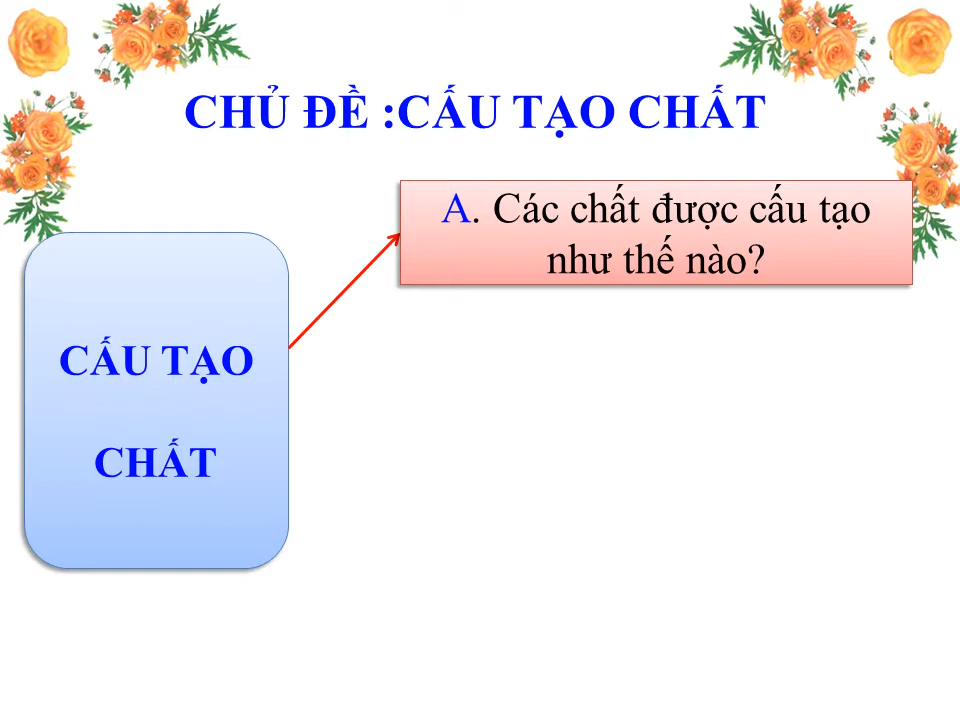 CHỦ ĐỀ :CẤU TẠO CHẤT
A. Các chất được cấu tạo
như thế nào?
CẤU TẠO
CHẤT